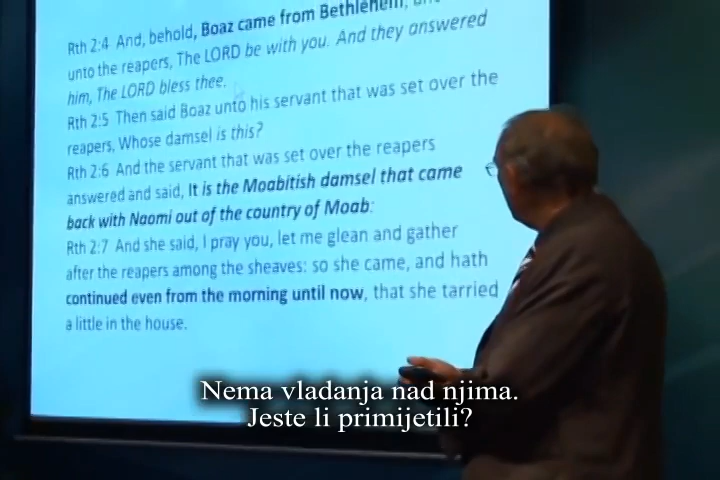 Rth 2:4 And, behold, Boaz came from Bethlehem,
unto the reapers, The LORD be with you. And they answered
him, The LORD bless thee.
Rth 2:5 Then said Boaz unto his servant that was set over the
reapers, Whose damsel is this?
Rth 2:6 And the servant that was set over the reapers
answered and said, It is the Moabitish damsel that came
back with Naomi out of the country of Moab:
Rth 2:7 And she said, I pray you, let me glean and gather
after the reapers among the sheaves: so she came, and hath
continued even from the morning until now, that she tarried
a little in the house.
Nema vladanja nad njima.
Jeste li primijetili?